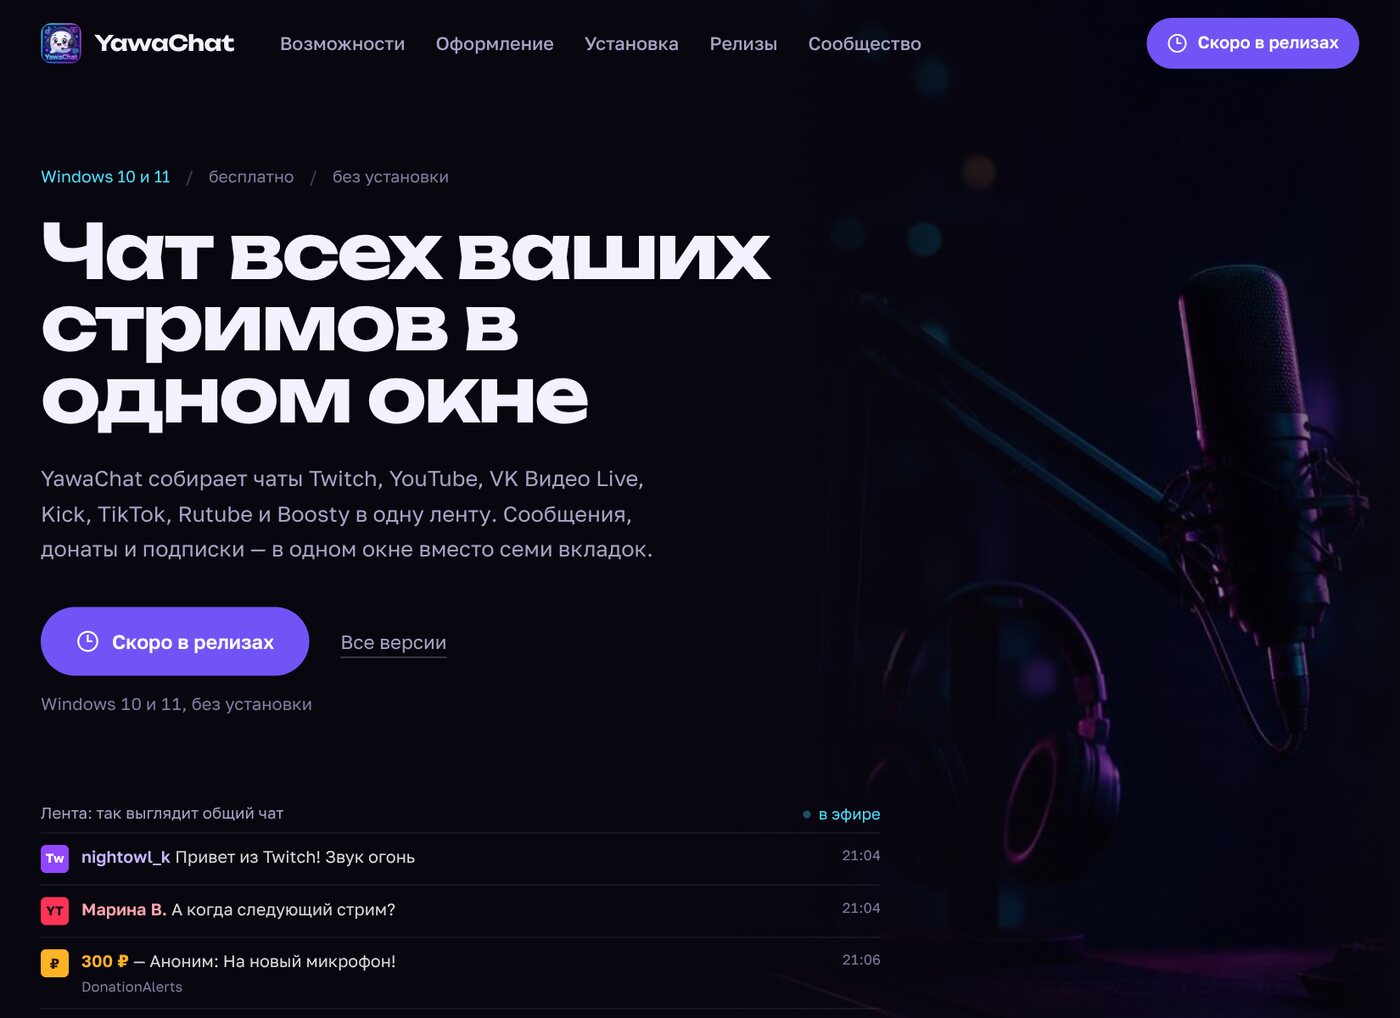 YawaChat
YawaChat
Возможности
Оформление
Установка
Релизы
Сообщество
Скоро в релизах
Windows 10 и 11 / бесплатно / без установки
Чат всех ваших
стримов в
одном окне
YawaChat собирает чаты Twitch, YouTube, VK Видео Live,
Kick, TikTok, Rutube и Boosty в одну ленту. Сообщения,
донаты и подписки — в одном окне вместо семи вкладок.
Скоро в релизах
Все версии
Windows 10 и 11, без установки
Лента: так выглядит общий чат
в эфире
Tw nightowl_k Привет из Twitch! Звук огонь 21:04
YT Марина В. А когда следующий стрим? 21:04
₽ 300 ₽ — Аноним: На новый микрофон! 21:06
DonationAlerts